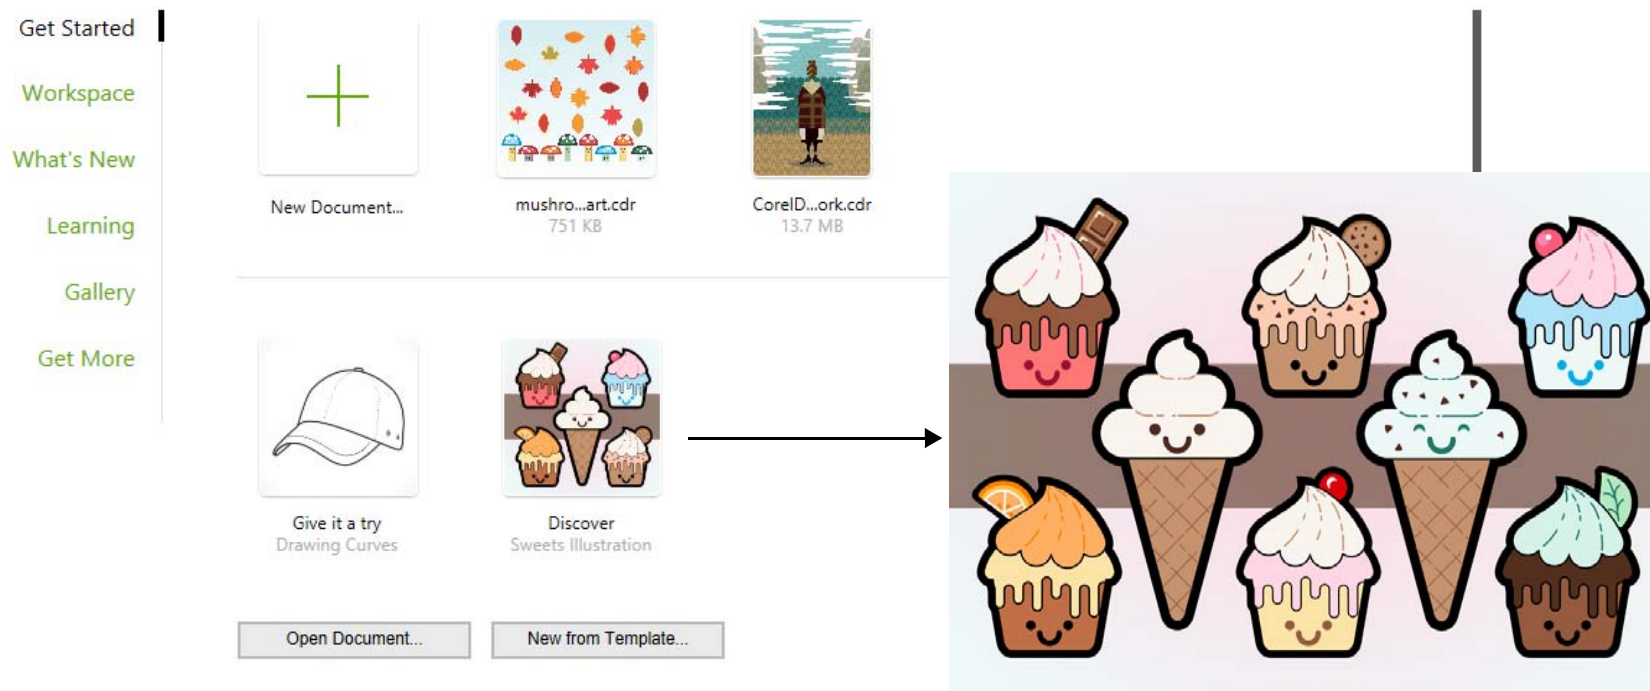 Get Started
Workspace
What's New
Learning
Gallery
Get More
New Document...
mushro...art.cdr
751 KB
CorelD...ork.cdr
13.7 MB
Give it a try
Drawing Curves
Discover
Sweets Illustration
Open Document...
New from Template...